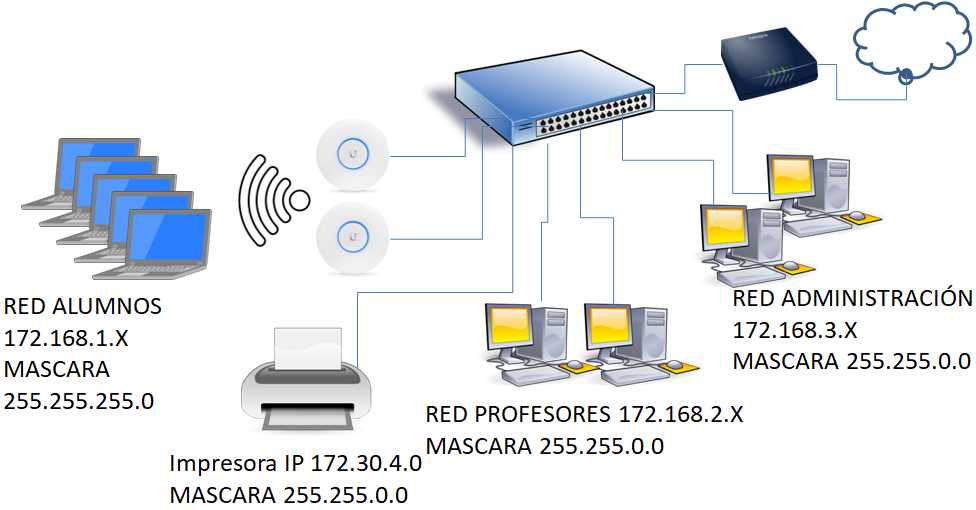 RED ALUMNOS
172.168.1.X
MASCARA
255.255.255.0
Impresora IP 172.30.4.0
MASCARA 255.255.0.0
RED PROFESORES 172.168.2.X
MASCARA 255.255.0.0
RED ADMINISTRACIÓN
172.168.3.X
MASCARA 255.255.0.0